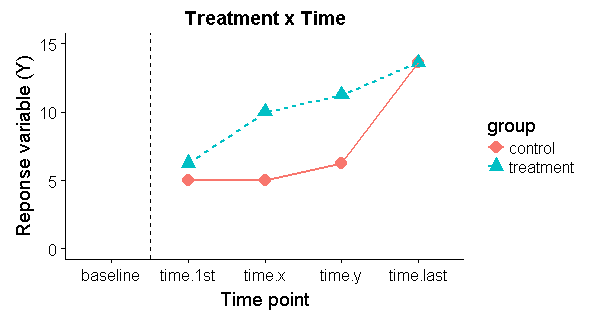 Treatment x Time
Reponse variable (Y)
15
10
5
0
baseline time.1st time.x time.y time.last
Time point
group
control
treatment